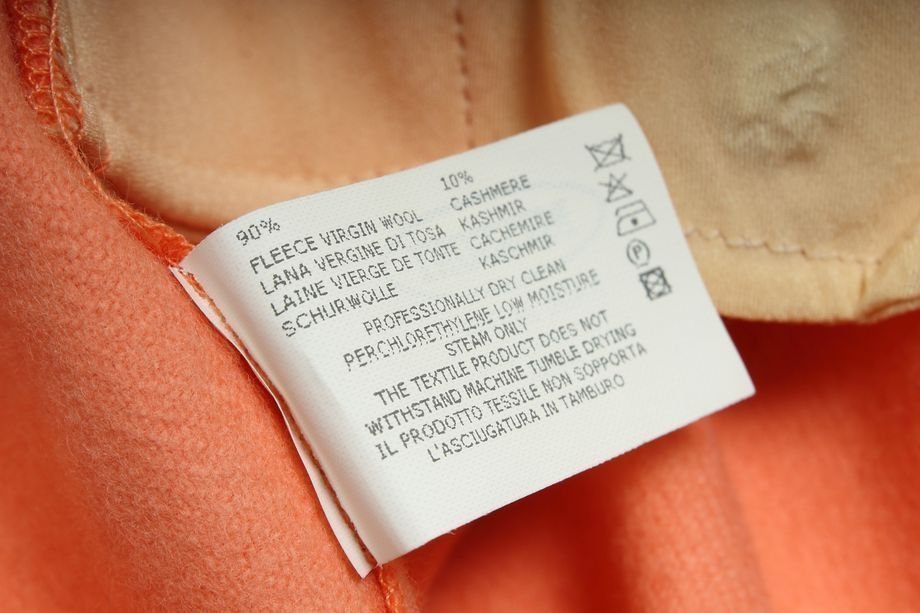 90% 10%
FLEECE VIRGIN WOOL CASHMERE
LANA VERGINE DI TOSA KASHMIR
LAINE VIERGE DE TONTE CACHEMIRE
SCHURWOLLE KASCHMIR
PROFESSIONALLY DRY CLEAN
PERCHLORETHYLENE LOW MOISTURE
STEAM ONLY
THE TEXTILE PRODUCT DOES NOT
WITHSTAND MACHINE TUMBLE DRYING
IL PRODOTTO TESSILE NON SOPPORTA
L'ASCIUGATURA IN TAMBURO
P